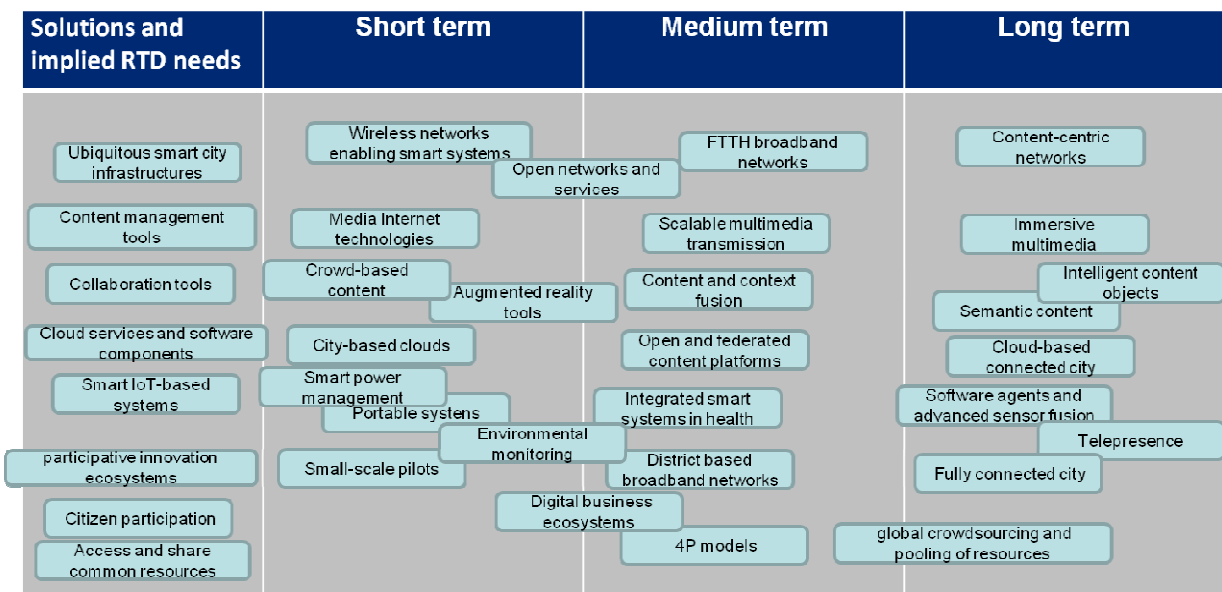 Solutions and
implied RTD needs
Short term
Medium term
Long term
Ubiquitous smart city
infrastructures
Content management
tools
Collaboration tools
Cloud services and software
components
Smart IoT-based
systems
participative innovation
ecosystems
Citizen participation
Access and share
common resources
Wireless networks
enabling smart systems
Open networks and
services
Media Internet
technologies
Crowd-based
content
Augmented reality
tools
City-based clouds
Smart power
management
Portable systens
Environmental
monitoring
Small-scale pilots
Digital business
ecosystems
FTTH broadband
networks
Scalable multimedia
transmission
Content and context
fusion
Open and federated
content platforms
Integrated smart
systems in health
District based
broadband networks
4P models
Content-centric
networks
Immersive
multimedia
Intelligent content
objects
Semantic content
Cloud-based
connected city
Software agents and
advanced sensor fusion
Telepresence
Fully connected city
global crowdsourcing and
pooling of resources